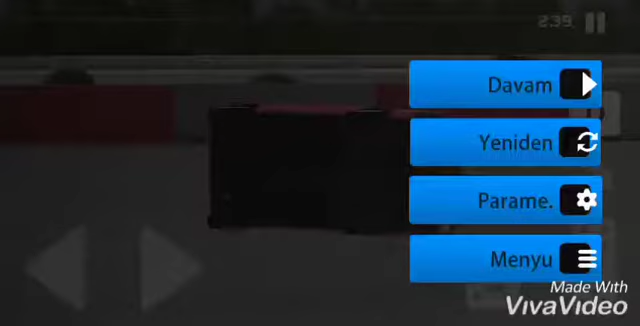 2.39.
Davam
Yeniden
Parame.
Menyu
Made With
VivaVideo